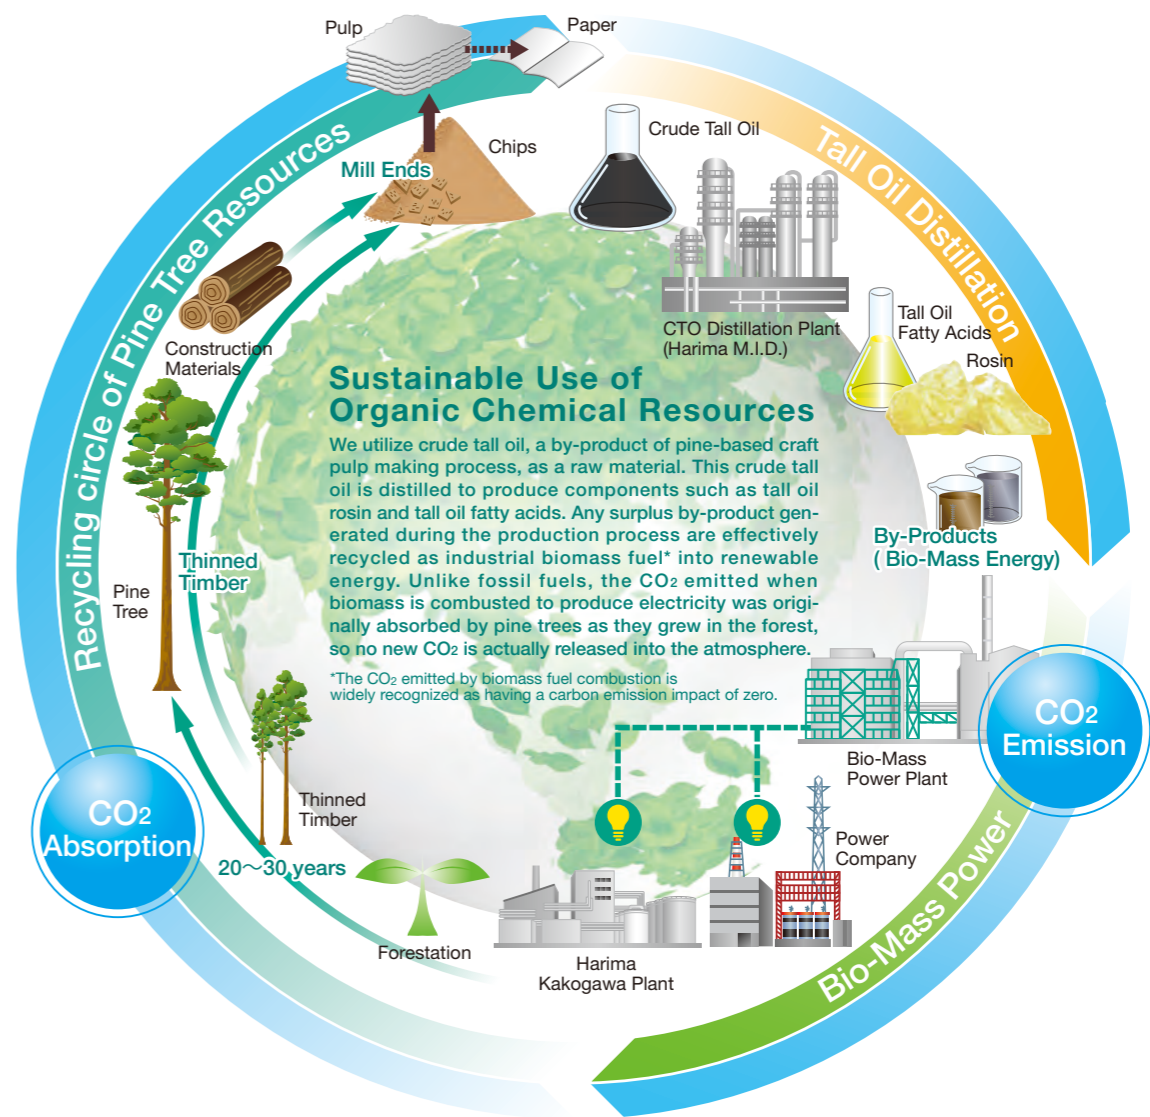 Pulp
Paper
Crude Tall Oil
Chips
Mill Ends
Recycling circle of Pine Tree Resources
Tall Oil Distillation
CTO Distillation Plant
(Harima M.I.D.)
Tall Oil
Fatty Acids
Rosin
Construction
Materials
Sustainable Use of
Organic Chemical Resources
We utilize crude tall oil, a by-product of pine-based craft
pulp making process, as a raw material. This crude tall
oil is distilled to produce components such as tall oil
rosin and tall oil fatty acids. Any surplus by-product gen-
erated during the production process are effectively
recycled as industrial biomass fuel* into renewable
energy. Unlike fossil fuels, the CO2 emitted when
biomass is combusted to produce electricity was origi-
nally absorbed by pine trees as they grew in the forest,
so no new CO2 is actually released into the atmosphere.
*The CO2 emitted by biomass fuel combustion is
widely recognized as having a carbon emission impact of zero.
By-Products
( Bio-Mass Energy)
Thinned
Timber
Pine
Tree
CO2
Emission
Bio-Mass
Power Plant
Thinned
Timber
CO2
Absorption
20～30 years
Power
Company
Bio-Mass Power
Forestation
Harima
Kakogawa Plant